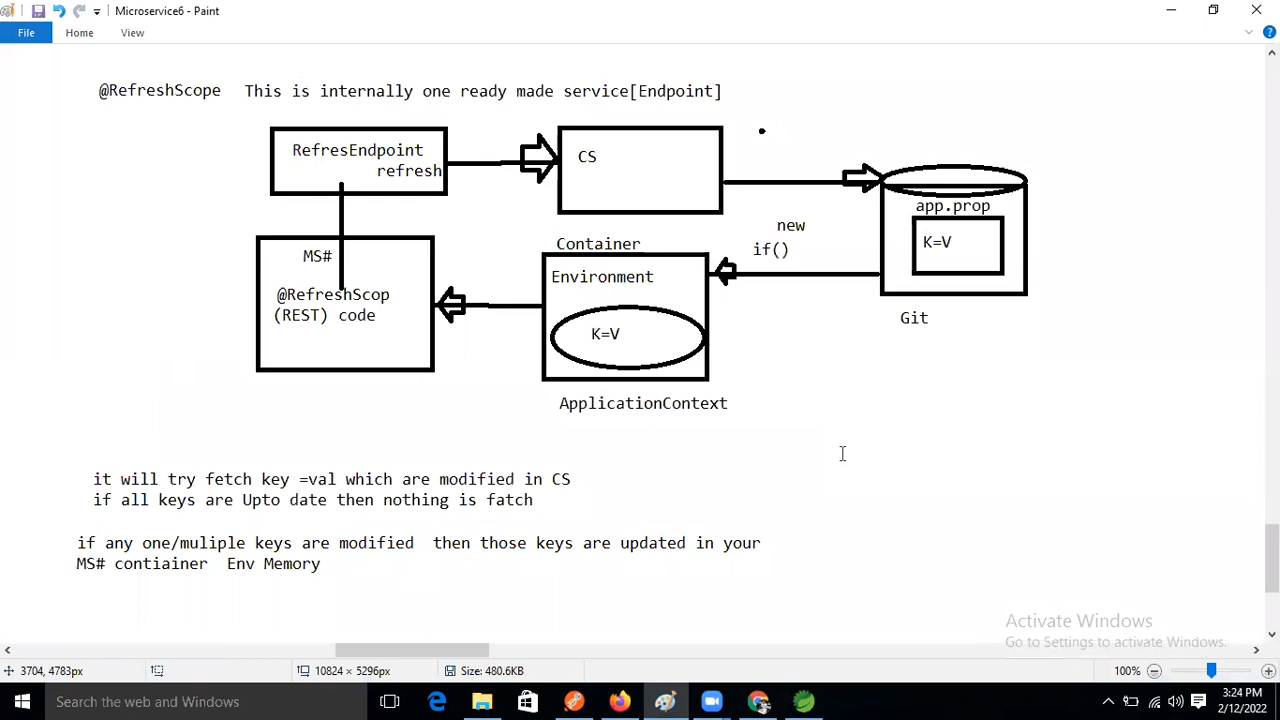 Microservice6 - Paint
File Home View
@RefreshScope This is internally one ready made service[Endpoint]
RefresEndpoint
refresh
CS
app.prop
K=V
new
if()
Container
MS#
Environment
@RefreshScop
(REST) code
K=V
Git
ApplicationContext
it will try fetch key =val which are modified in CS
if all keys are Upto date then nothing is fatch
if any one/muliple keys are modified then those keys are updated in your
MS# contiainer Env Memory
Activate Windows
Go to Settings to activate Windows.
3704, 4783px 10824 × 5296px Size: 480.6KB 100%
Search the web and Windows
3:24 PM
2/12/2022